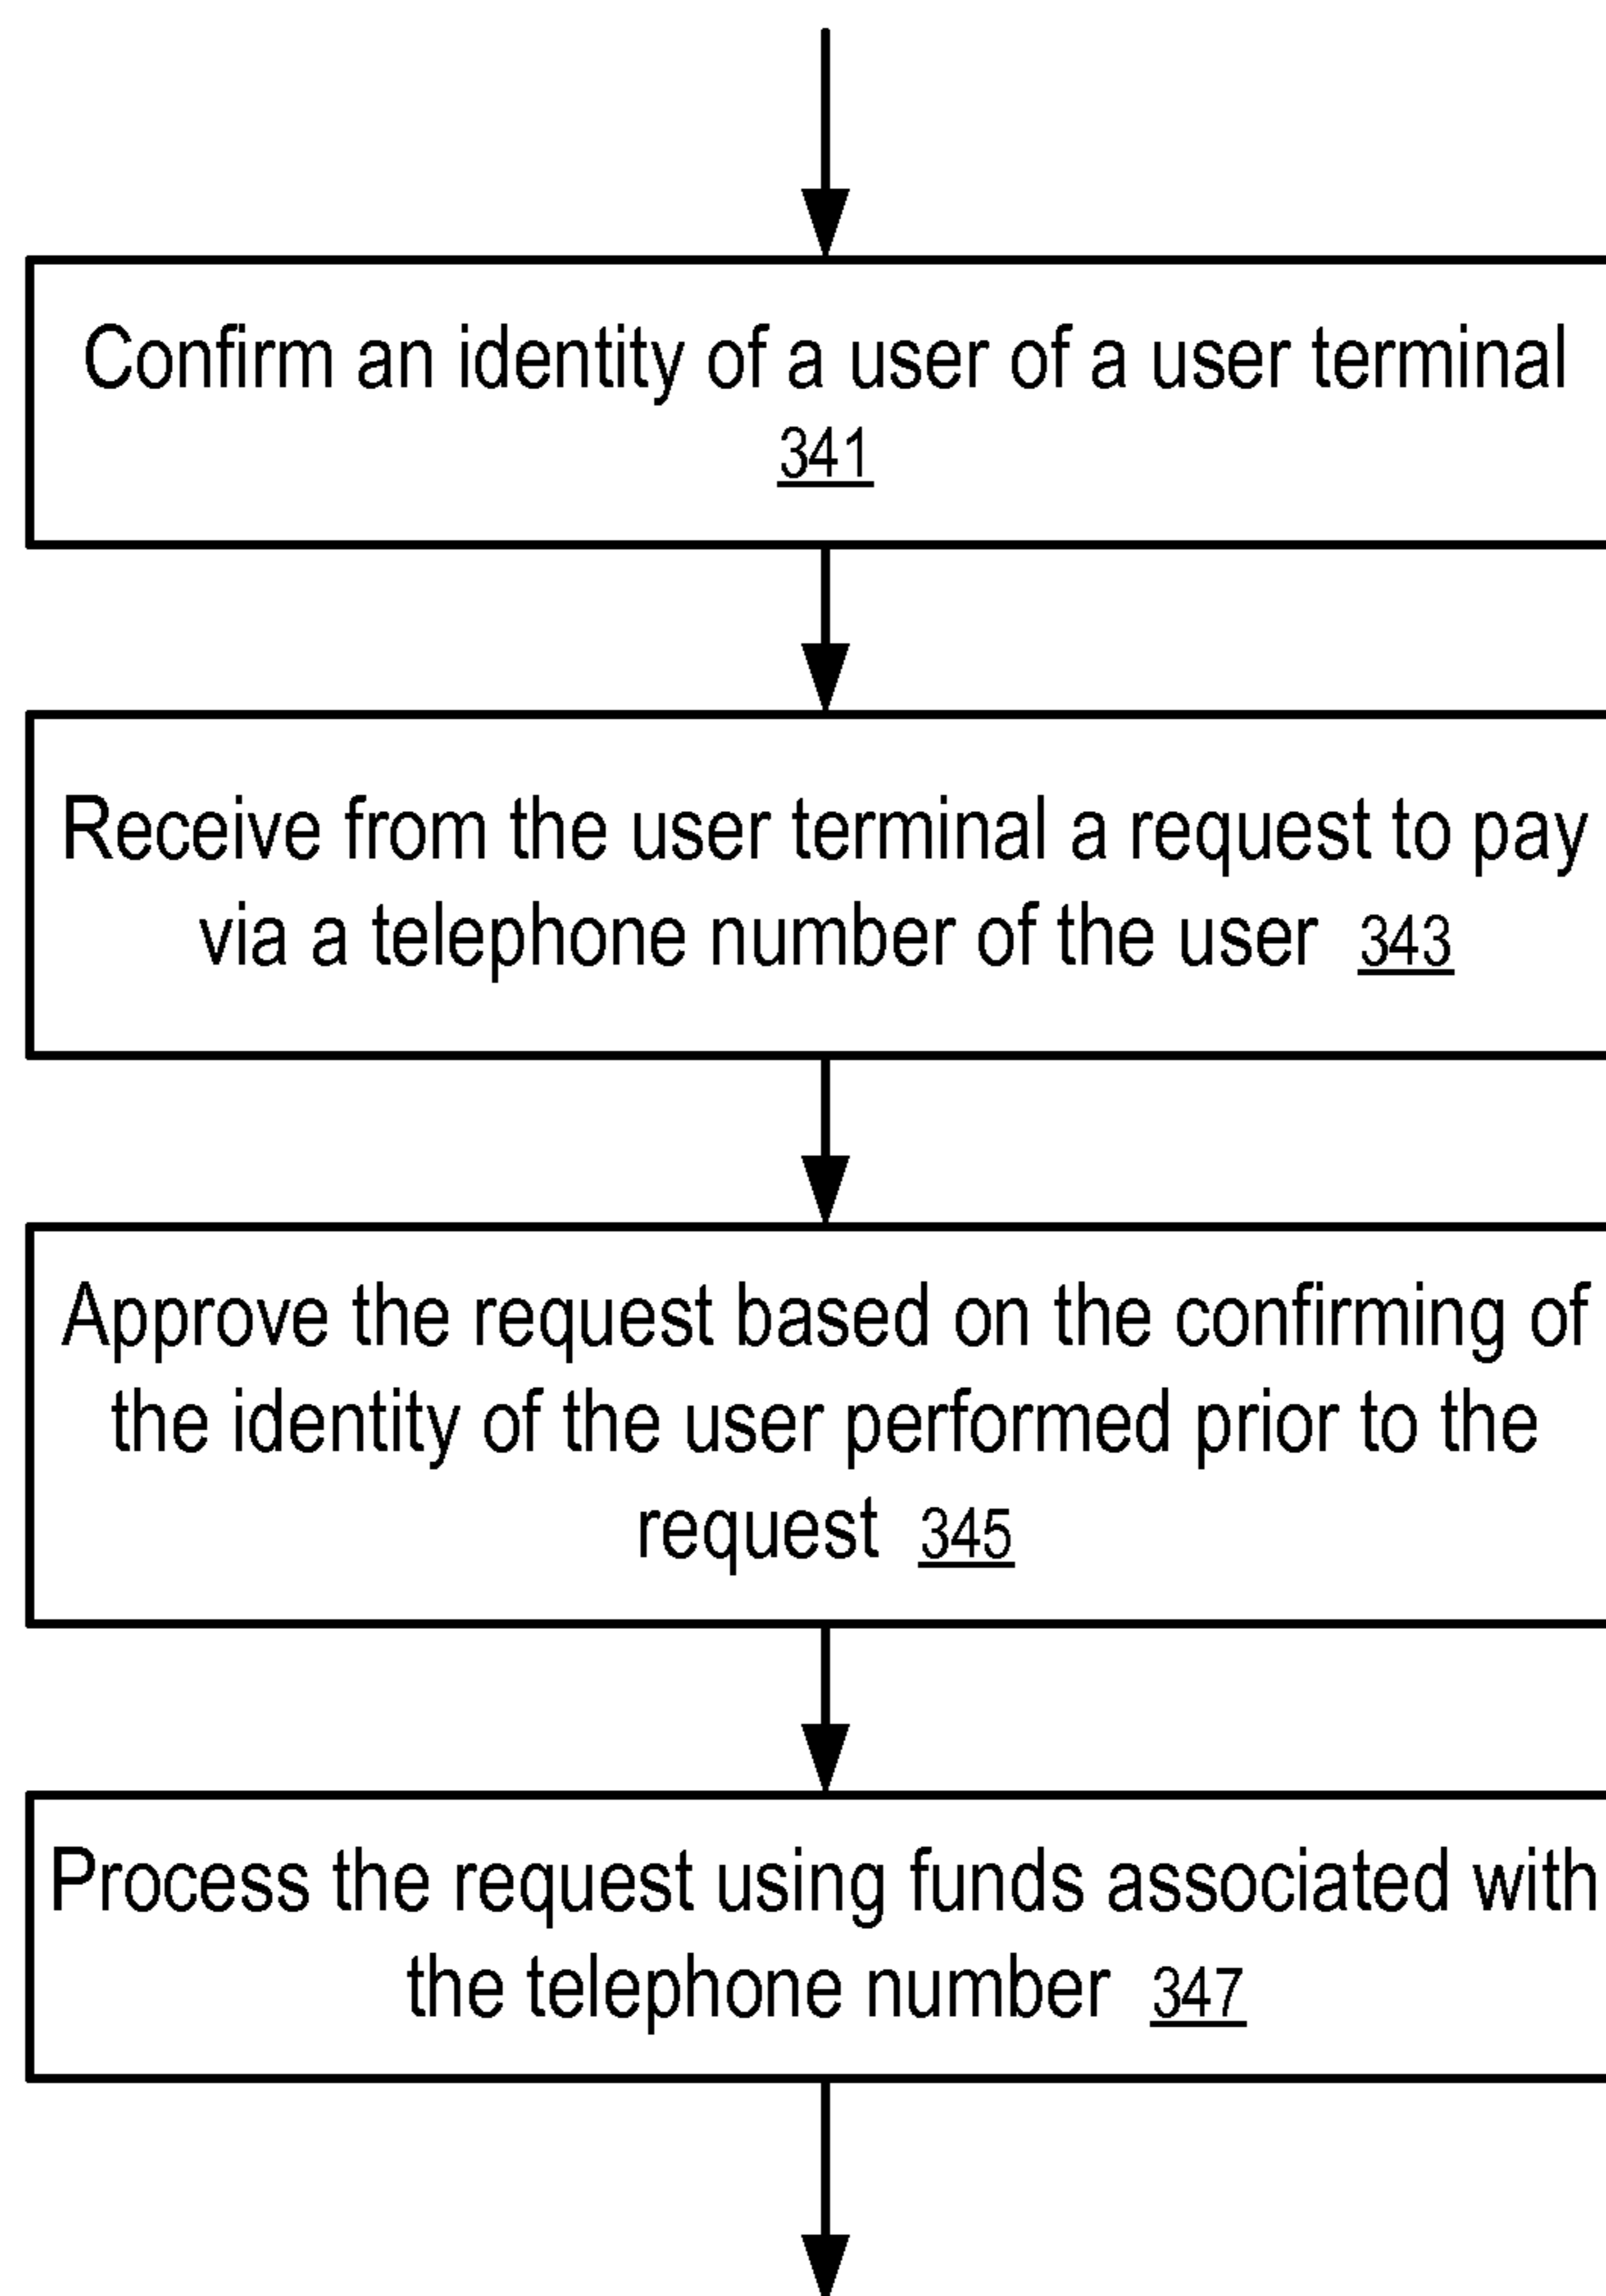 Confirm an identity of a user of a user terminal
341
Receive from the user terminal a request to pay
via a telephone number of the user 343
Approve the request based on the confirming of
the identity of the user performed prior to the
request 345
Process the request using funds associated with
the telephone number 347